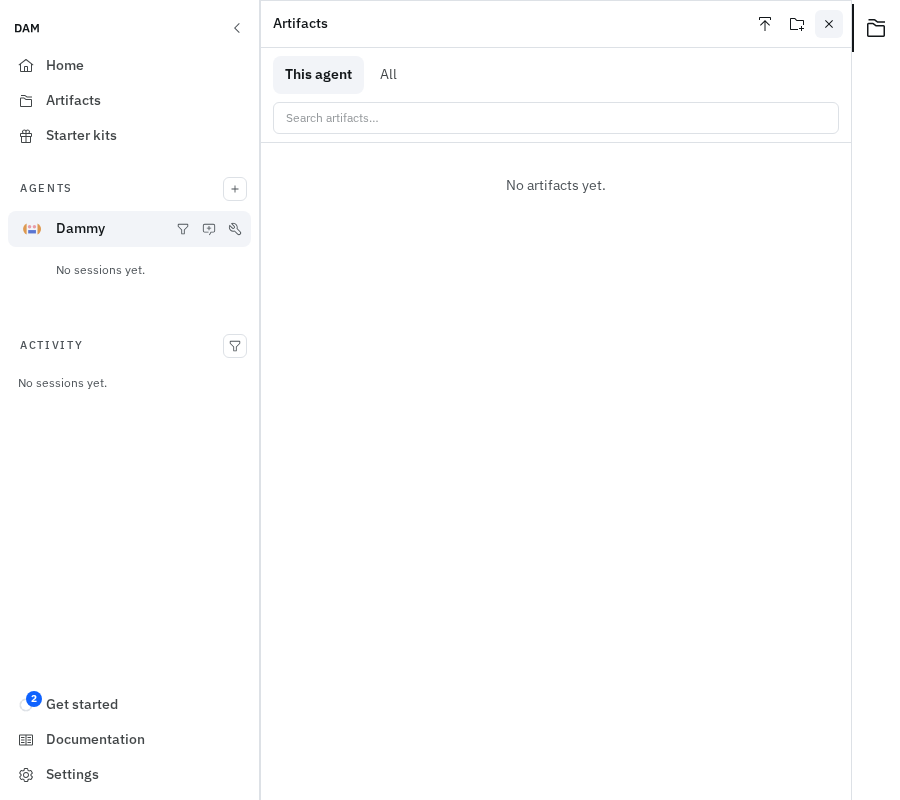 DAM
Home
Artifacts
Starter kits
AGENTS
Dammy
No sessions yet.
ACTIVITY
No sessions yet.
2
Get started
Documentation
Settings
Artifacts
This agent
All
Search artifacts...
No artifacts yet.